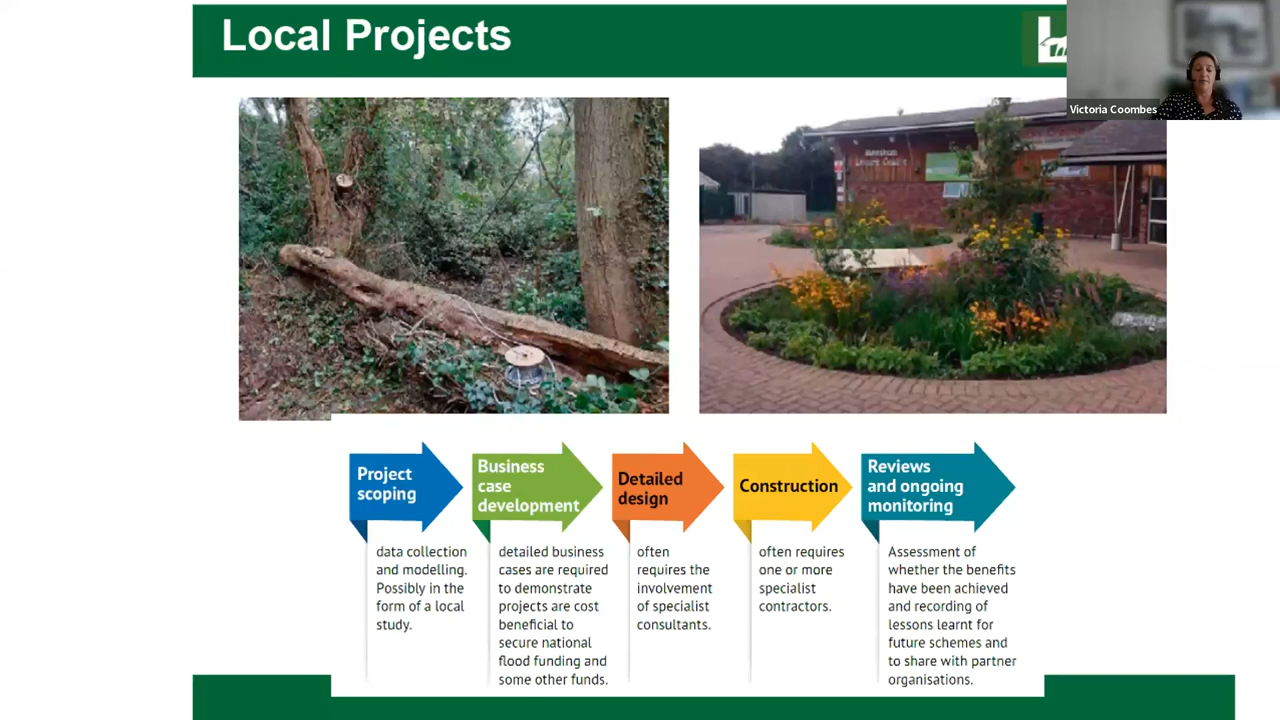 Local Projects
Victoria Coombes
Leisure Centre
Project
scoping
data collection
and modelling.
Possibly in the
form of a local
study.
Business
case
development
detailed business
cases are required
to demonstrate
projects are cost
beneficial to
secure national
flood funding and
some other funds.
Detailed
design
often
requires the
involvement
of specialist
consultants.
Construction
often requires
one or more
specialist
contractors.
Reviews
and ongoing
monitoring
Assessment of
whether the benefits
have been achieved
and recording of
lessons learnt for
future schemes and
to share with partner
organisations.